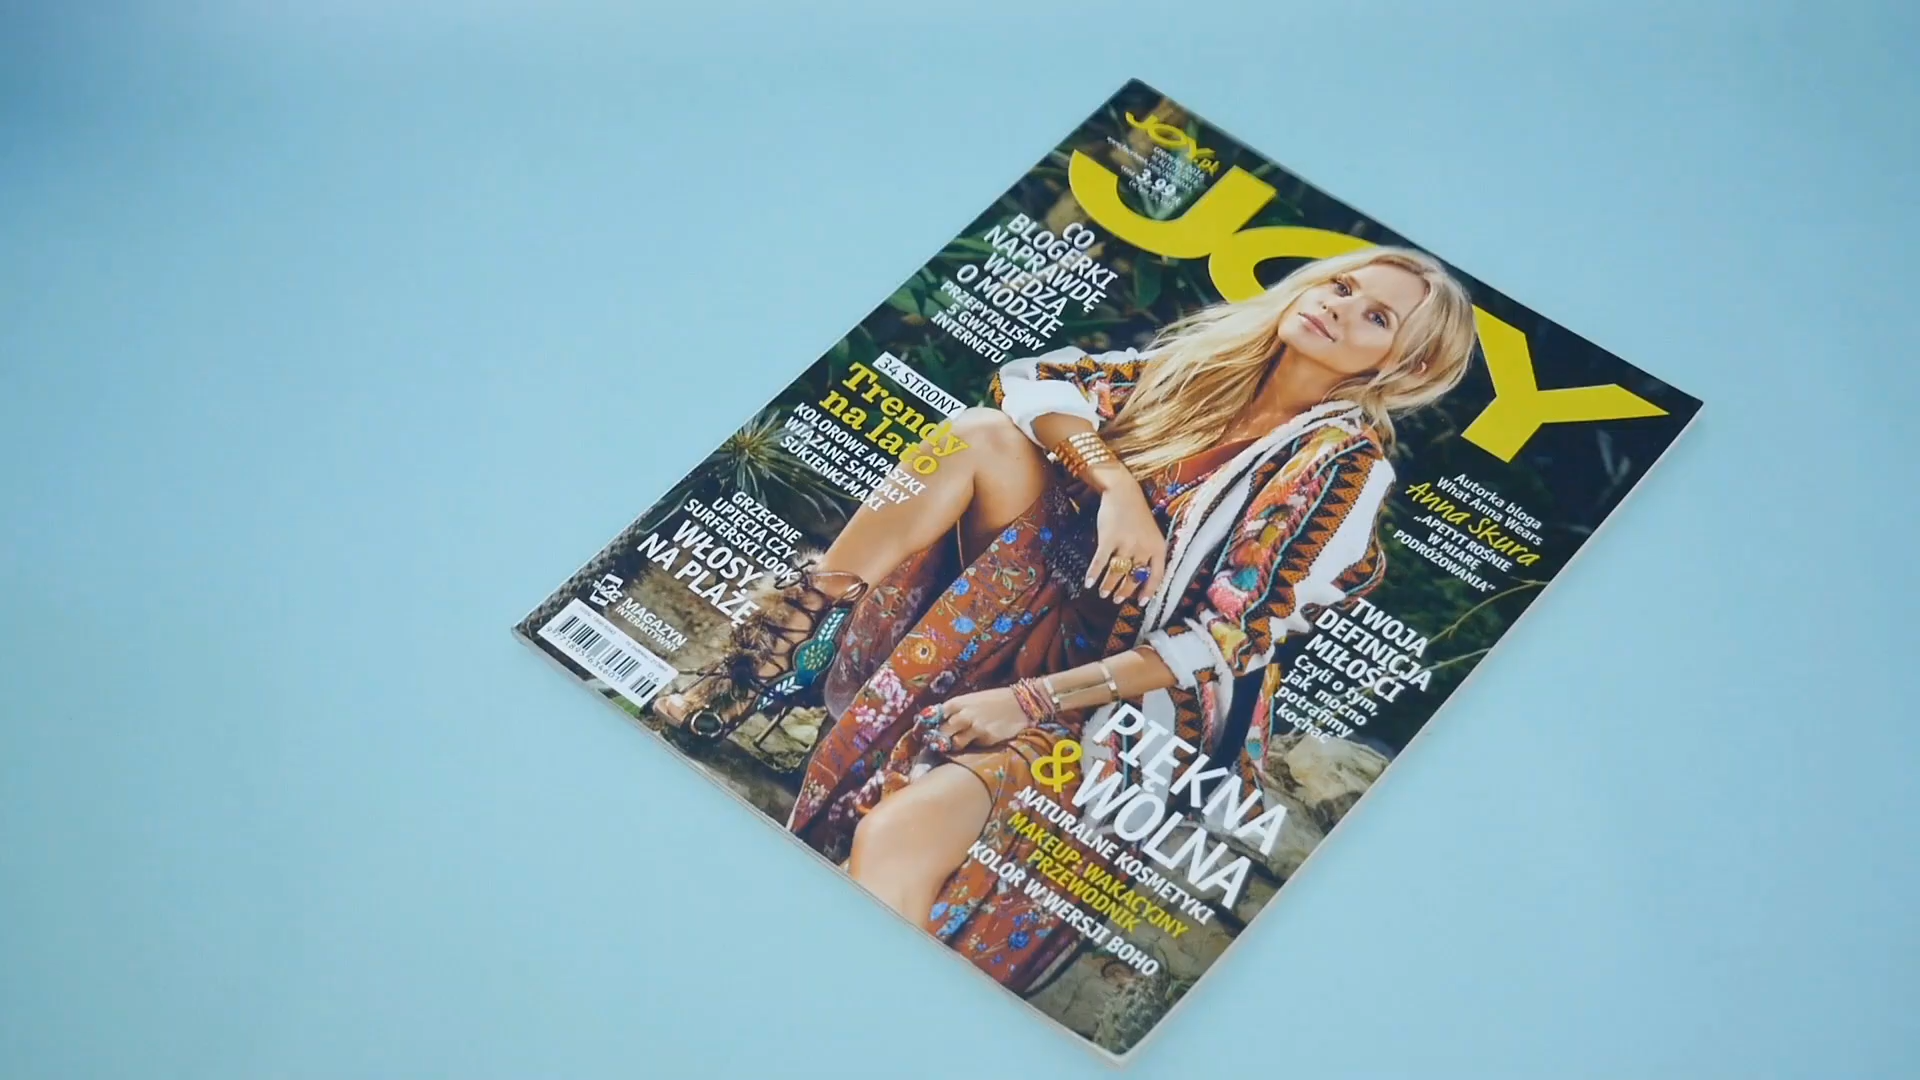 JOY.pl
3,99
JOY
CO
BLOGERKI
NAPRAWDĘ
WIEDZĄ
O MODZIE
PRZEPYTALIŚMY
5 GWIAZD
INTERNETU
34 STRONY
Trendy
na lato
KOLOROWE APASZKI
WIĄZANE SANDAŁY
SUKIENKI MAXI
GRZECZNE
UPIĘCIA CZY
SURFERSKI LOOK
WŁOSY
NA PLAŻĘ
MAGAZYN
INTERAKTYWNY
06
Autorka bloga
What Anna Wears
Anna Skura
„APETYT ROŚNIE
W MIARĘ
PODRÓŻOWANIA”
TWOJA
DEFINICJA
MIŁOŚCI
Czyli o tym,
jak mocno
potrafimy
kochać
PIĘKNA
& WOLNA
NATURALNE KOSMETYKI
MAKEUP: WAKACYJNY
PRZEWODNIK
KOLOR W WERSJI BOHO